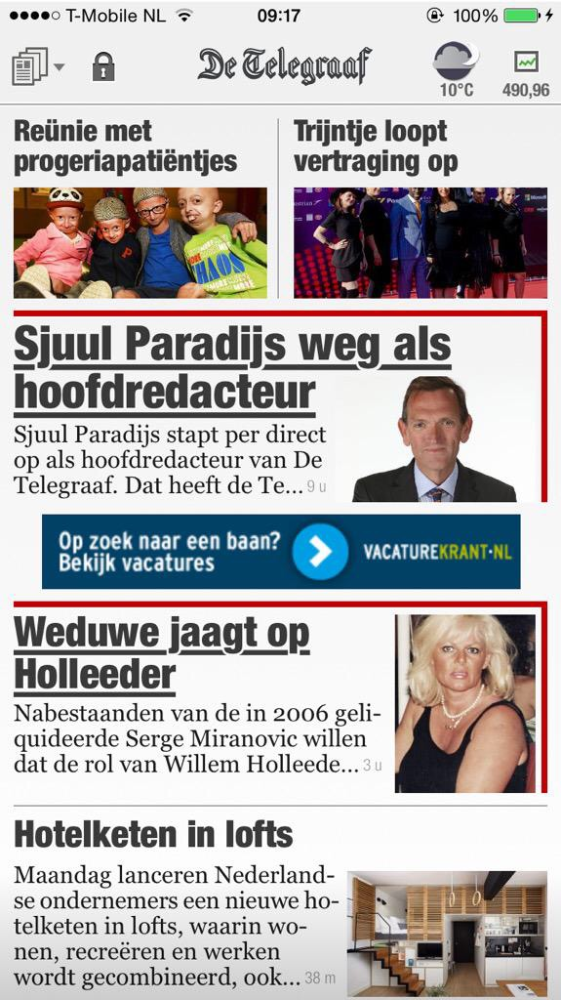 T-Mobile NL 09:17 100%
De Telegraaf
10°C 490,96
Reünie met
progeriapatiëntjes
Trijntje loopt
vertraging op
CHAOS
Sjuul Paradijs weg als
hoofdredacteur
Sjuul Paradijs stapt per direct
op als hoofdredacteur van De
Telegraaf. Dat heeft de Te... 9 u
Op zoek naar een baan?
Bekijk vacatures
VACATUREKRANT·NL
Weduwe jaagt op
Holleeder
Nabestaanden van de in 2006 geli-
quideerde Serge Miranovic willen
dat de rol van Willem Holleede... 3 u
Hotelketen in lofts
Maandag lanceren Nederland-
se ondernemers een nieuwe ho-
telketen in lofts, waarin wo-
nen, recreëren en werken
wordt gecombineerd, ook... 38 m